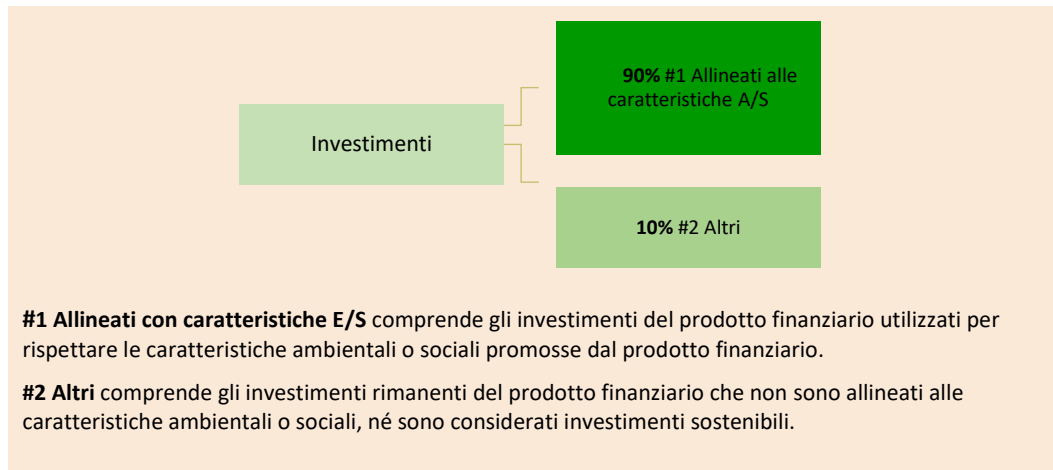 90% #1 Allineati alle
caratteristiche A/S
Investimenti
10% #2 Altri
#1 Allineati con caratteristiche E/S comprende gli investimenti del prodotto finanziario utilizzati per
rispettare le caratteristiche ambientali o sociali promosse dal prodotto finanziario.
#2 Altri comprende gli investimenti rimanenti del prodotto finanziario che non sono allineati alle
caratteristiche ambientali o sociali, né sono considerati investimenti sostenibili.